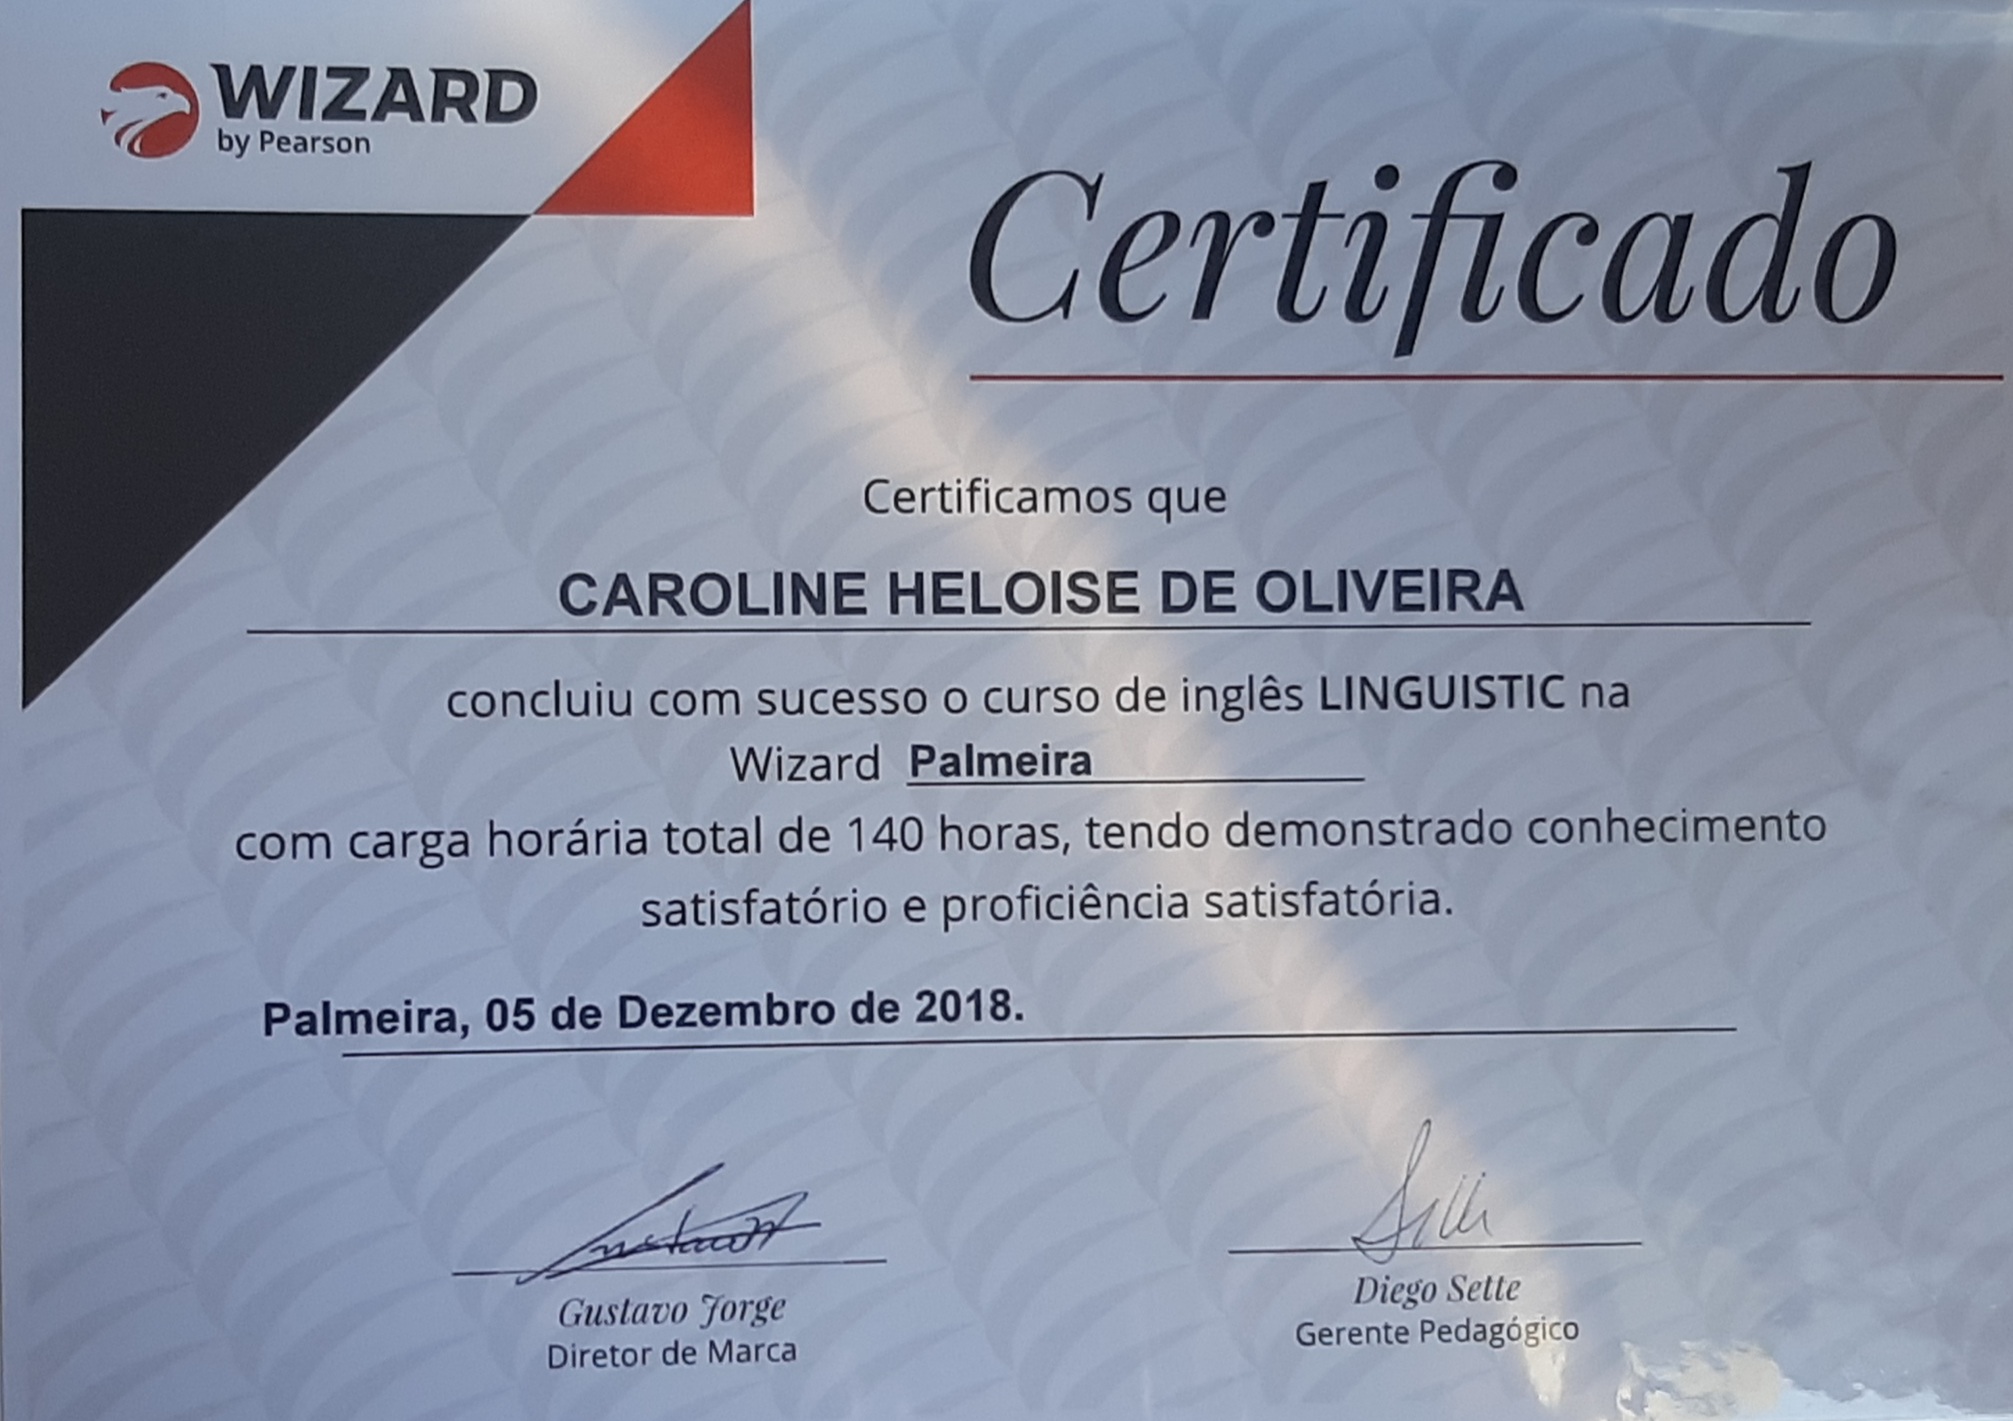 WIZARD
by Pearson
Certificado
Certificamos que
CAROLINE HELOISE DE OLIVEIRA
concluiu com sucesso o curso de inglês LINGUISTIC na
Wizard Palmeira
com carga horária total de 140 horas, tendo demonstrado conhecimento
satisfatório e proficiência satisfatória.
Palmeira, 05 de Dezembro de 2018.
Gustavo Jorge
Diretor de Marca
Sette
Diego Sette
Gerente Pedagógico